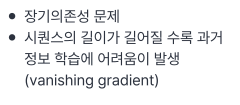 • 장기의존성 문제
• 시퀀스의 길이가 길어질 수록 과거
정보 학습에 어려움이 발생
(vanishing gradient)